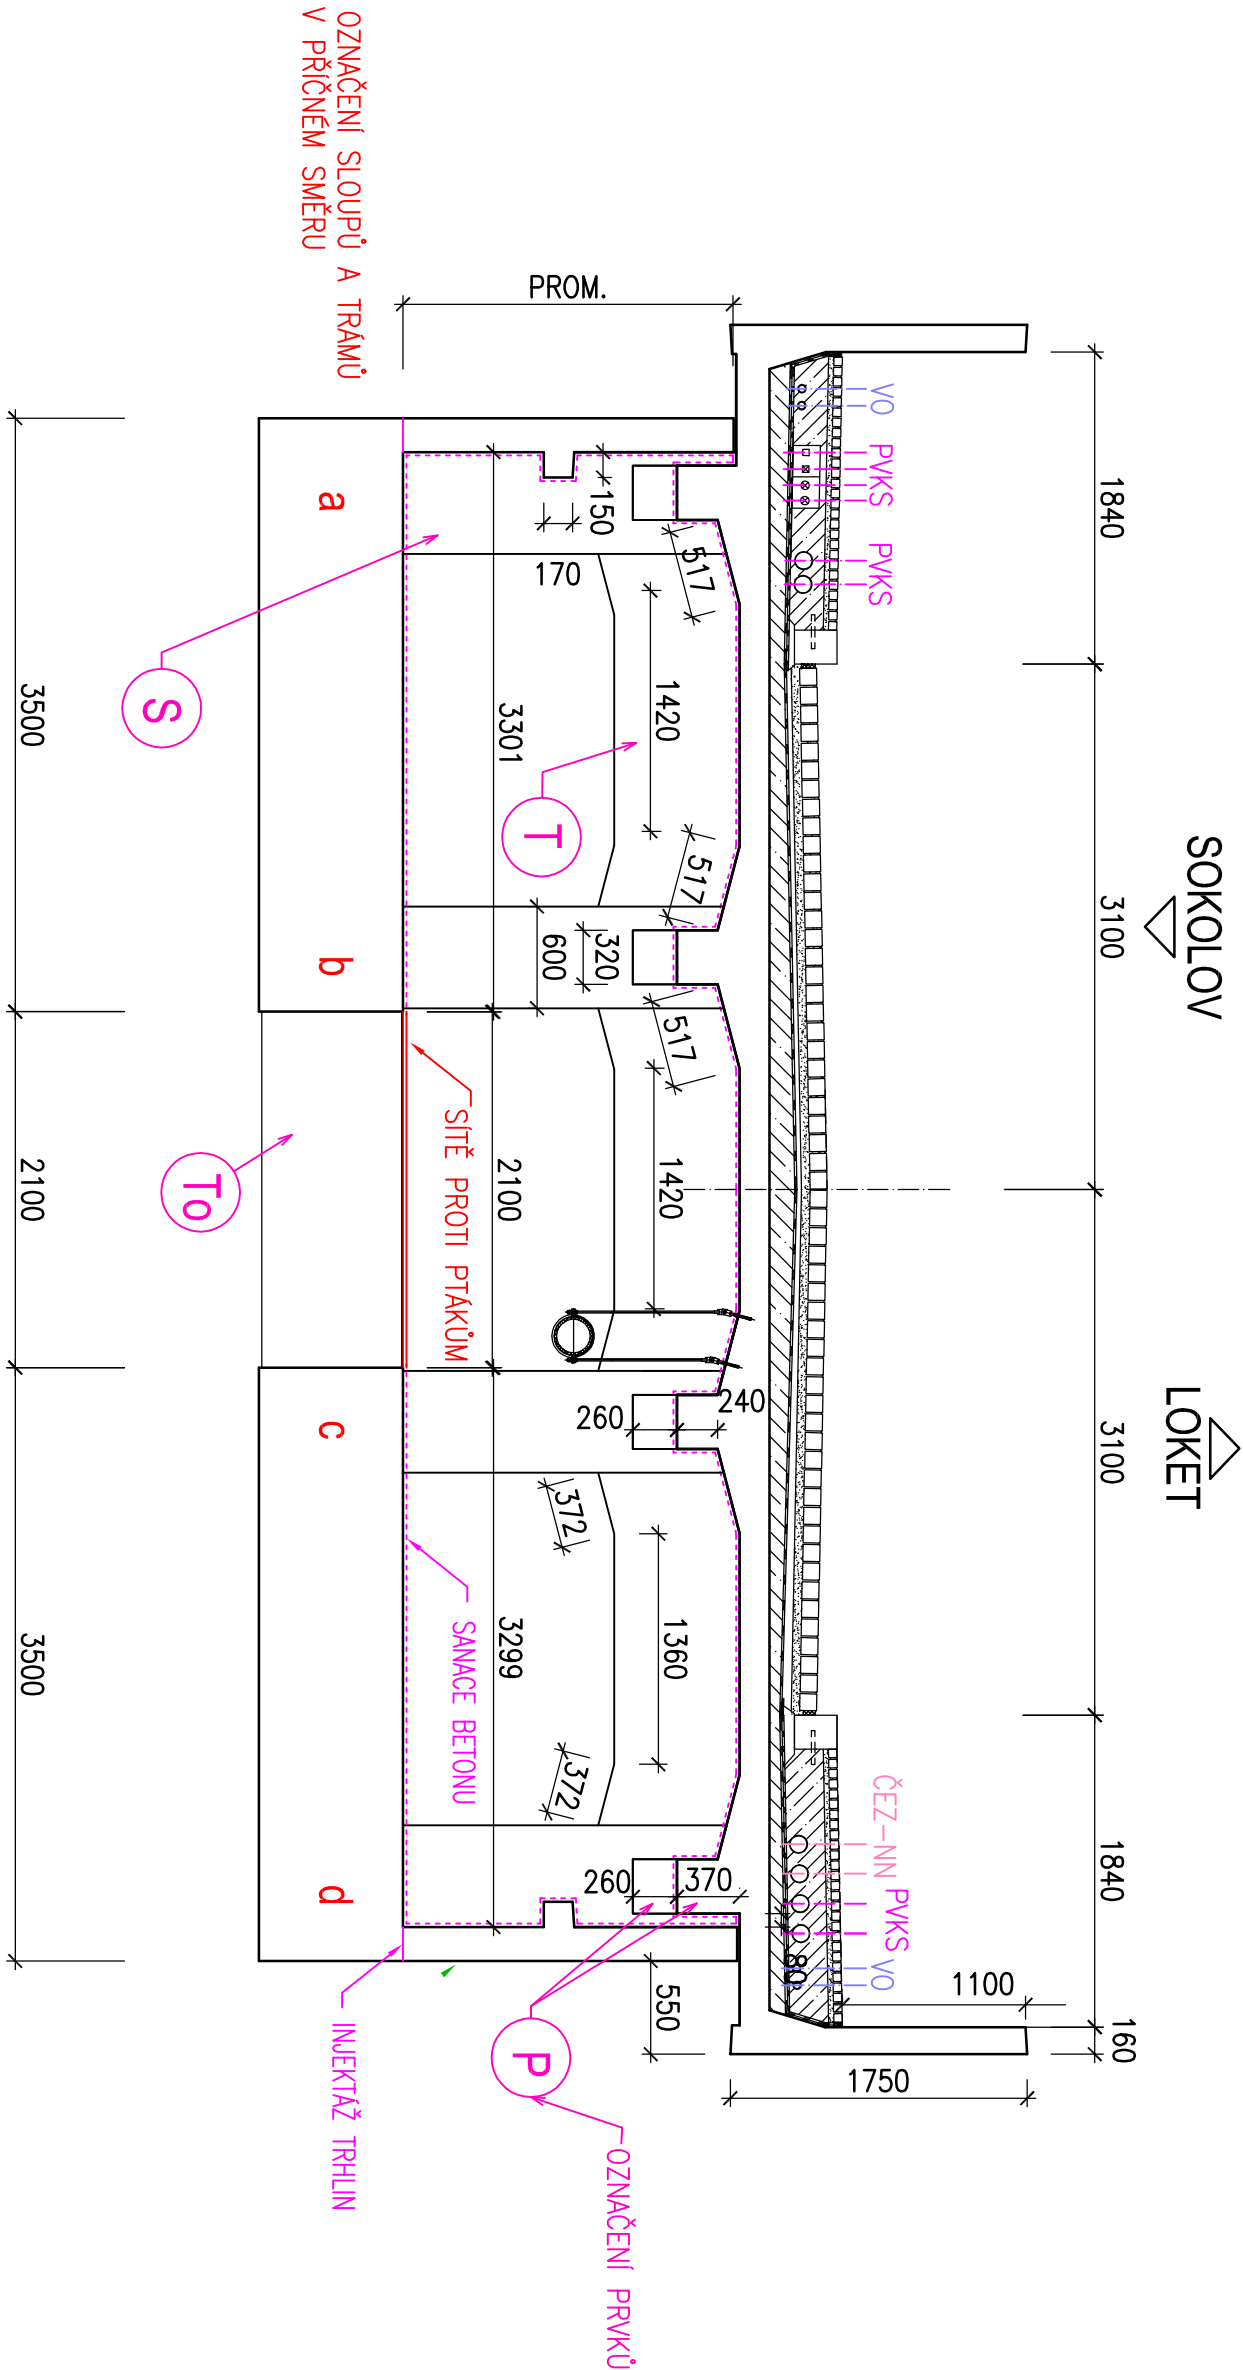 SOKOLOV
LOKET
1840
3100
3100
1840
160
1100
1750
VO
PVKS
PVKS
ČEZ-NN
PVKS
VO
80
PROM.
OZNAČENÍ SLOUPŮ A TRÁMŮ
V PŘÍČNÉM SMĚRU
150
170
517
1420
517
3301
320
600
517
1420
2100
240
260
372
1360
372
3299
370
260
550
S
T
To
P
SÍTĚ PROTI PTÁKŮM
SANACE BETONU
INJEKTÁŽ TRHLIN
OZNAČENÍ PRVKŮ
a
b
c
d
3500
2100
3500